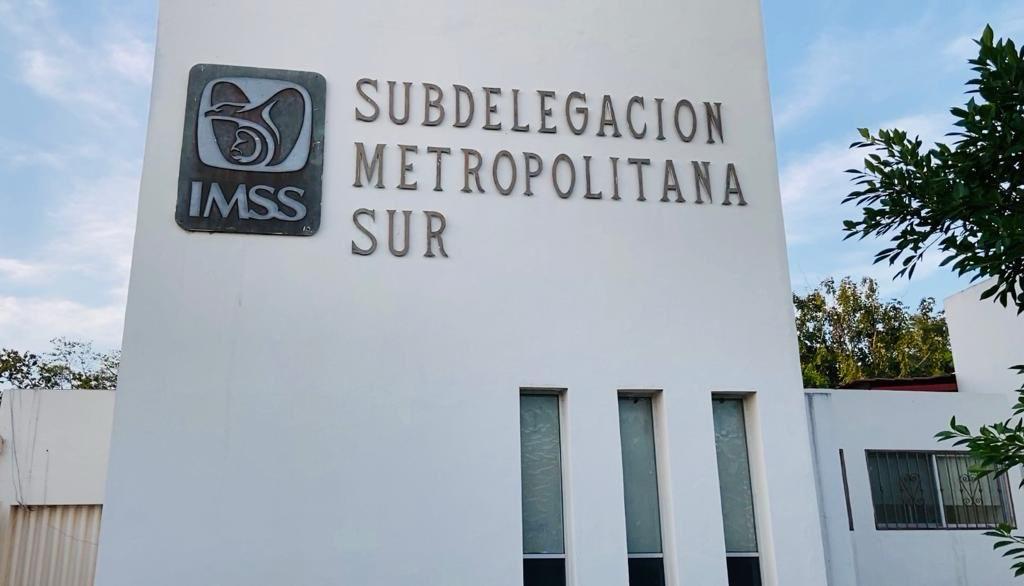 IMSS
SUBDELEGACION
METROPOLITANA
SUR